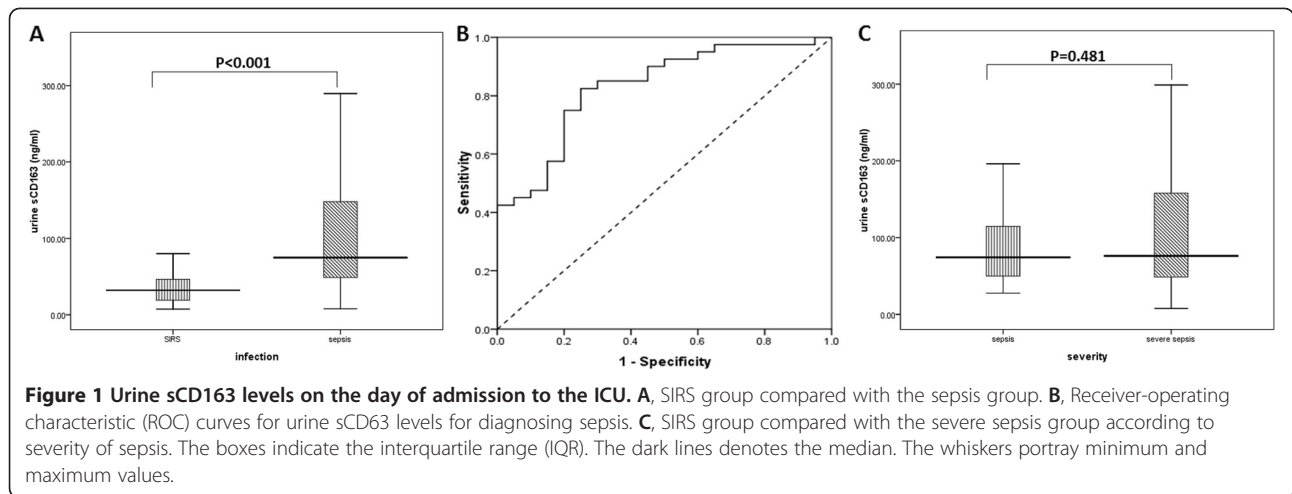 A
P<0.001
300.00
200.00
100.00
0.00
urine sCD163 (ng/ml)
SIRS
sepsis
infection
B
1.0
0.8
0.6
0.4
0.2
0.0
Sensitivity
0.0 0.2 0.4 0.6 0.8 1.0
1 - Specificity
C
P=0.481
300.00
200.00
100.00
0.00
urine sCD163 (ng/ml)
sepsis
severe sepsis
severity
Figure 1 Urine sCD163 levels on the day of admission to the ICU. A, SIRS group compared with the sepsis group. B, Receiver-operating
characteristic (ROC) curves for urine sCD63 levels for diagnosing sepsis. C, SIRS group compared with the severe sepsis group according to
severity of sepsis. The boxes indicate the interquartile range (IQR). The dark lines denotes the median. The whiskers portray minimum and
maximum values.